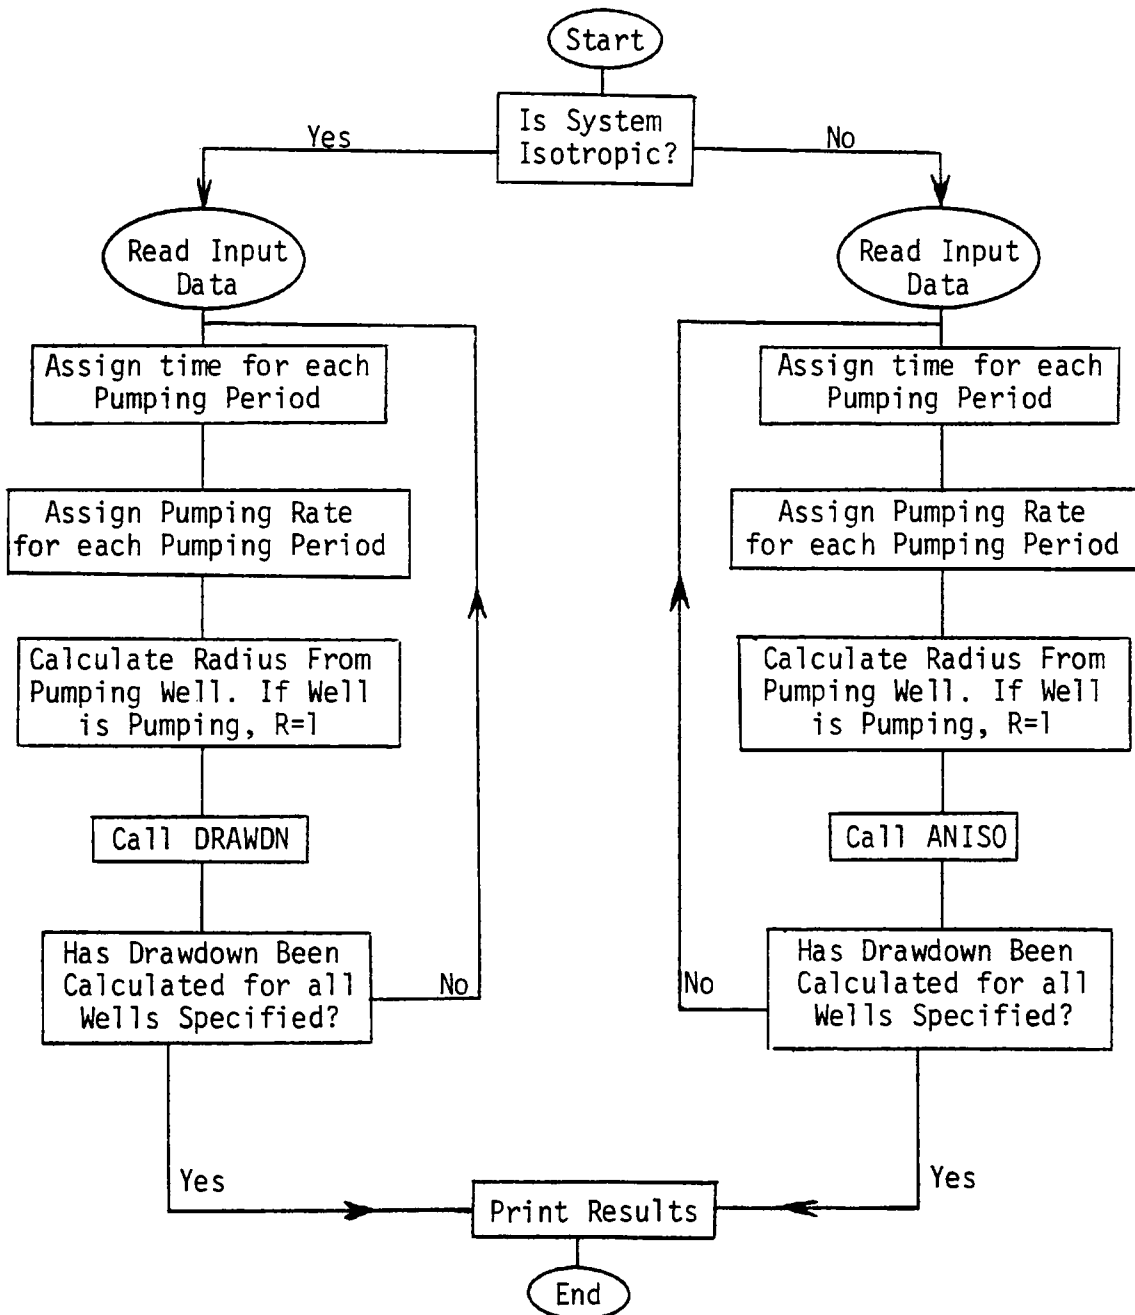 Start
Is System
Isotropic?
Yes
No
Read Input
Data
Assign time for each
Pumping Period
Assign Pumping Rate
for each Pumping Period
Calculate Radius From
Pumping Well. If Well
is Pumping, R=1
Call DRAWDN
Has Drawdown Been
Calculated for all
Wells Specified?
No
Yes
Read Input
Data
Assign time for each
Pumping Period
Assign Pumping Rate
for each Pumping Period
Calculate Radius From
Pumping Well. If Well
is Pumping, R=1
Call ANISO
Has Drawdown Been
Calculated for all
Wells Specified?
No
Yes
Print Results
End